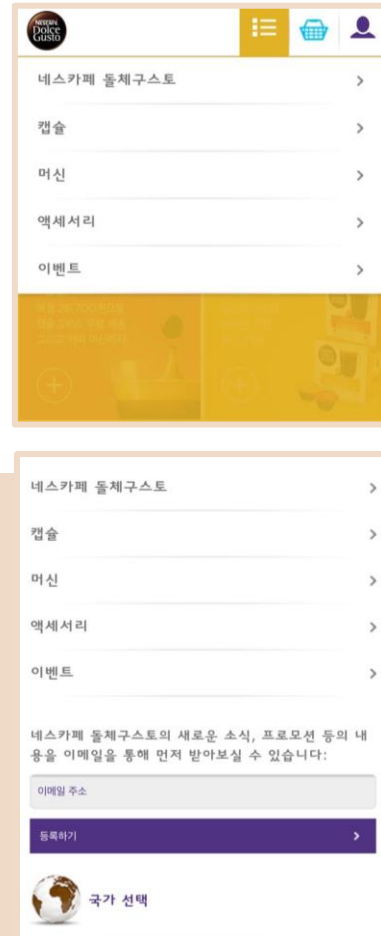 NESCAFÉ
Dolce
Gusto
네스카페 돌체구스토
캡슐
머신
액세서리
이벤트
네스카페 돌체구스토
캡슐
머신
액세서리
이벤트
네스카페 돌체구스토의 새로운 소식, 프로모션 등의 내
용을 이메일을 통해 먼저 받아보실 수 있습니다:
이메일 주소
등록하기
국가 선택